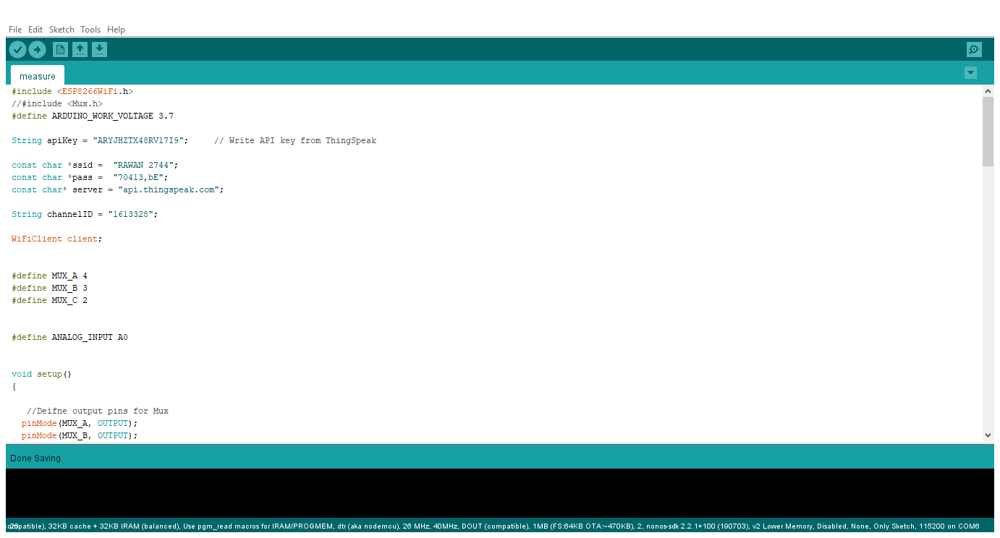 File Edit Sketch Tools Help
measure
#include <ESP8266WiFi.h>
//#include <Mux.h>
#define ARDUINO_WORK_VOLTAGE 3.7
String apiKey = "ARYJHZTX48RV17I9";     // Write API key from ThingSpeak
const char *ssid =  "RAWAN 2744";
const char *pass =  "70413,bE";
const char* server = "api.thingspeak.com";
String channelID = "1613328";
WiFiClient client;
#define MUX_A 4
#define MUX_B 3
#define MUX_C 2
#define ANALOG_INPUT A0
void setup()
{
//Deifne output pins for Mux
pinMode(MUX_A, OUTPUT);
pinMode(MUX_B, OUTPUT);
Done Saving.
32KB cache + 32KB IRAM (balanced), Use pgm_read macros for IRAM/PROGMEM, dtr (aka nodemcu), 26 MHz, 40MHz, DOUT (compatible), 1MB (FS:64KB OTA:~470KB), 2, nonos-sdk 2.2.1+100 (190703), v2 Lower Memory, Disabled, None, Only Sketch, 115200 on COM6